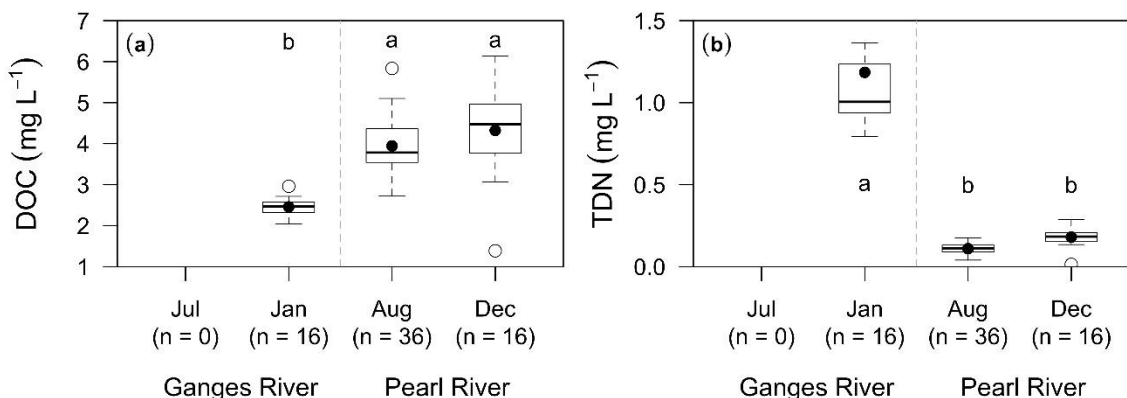 (a)
b
a
a
DOC (mg L⁻¹)
7
6
5
4
3
2
1
Jul
(n = 0)
Jan
(n = 16)
Aug
(n = 36)
Dec
(n = 16)
Ganges River
Pearl River
(b)
TDN (mg L⁻¹)
1.5
1.0
0.5
0.0
a
b
b
Jul
(n = 0)
Jan
(n = 16)
Aug
(n = 36)
Dec
(n = 16)
Ganges River
Pearl River